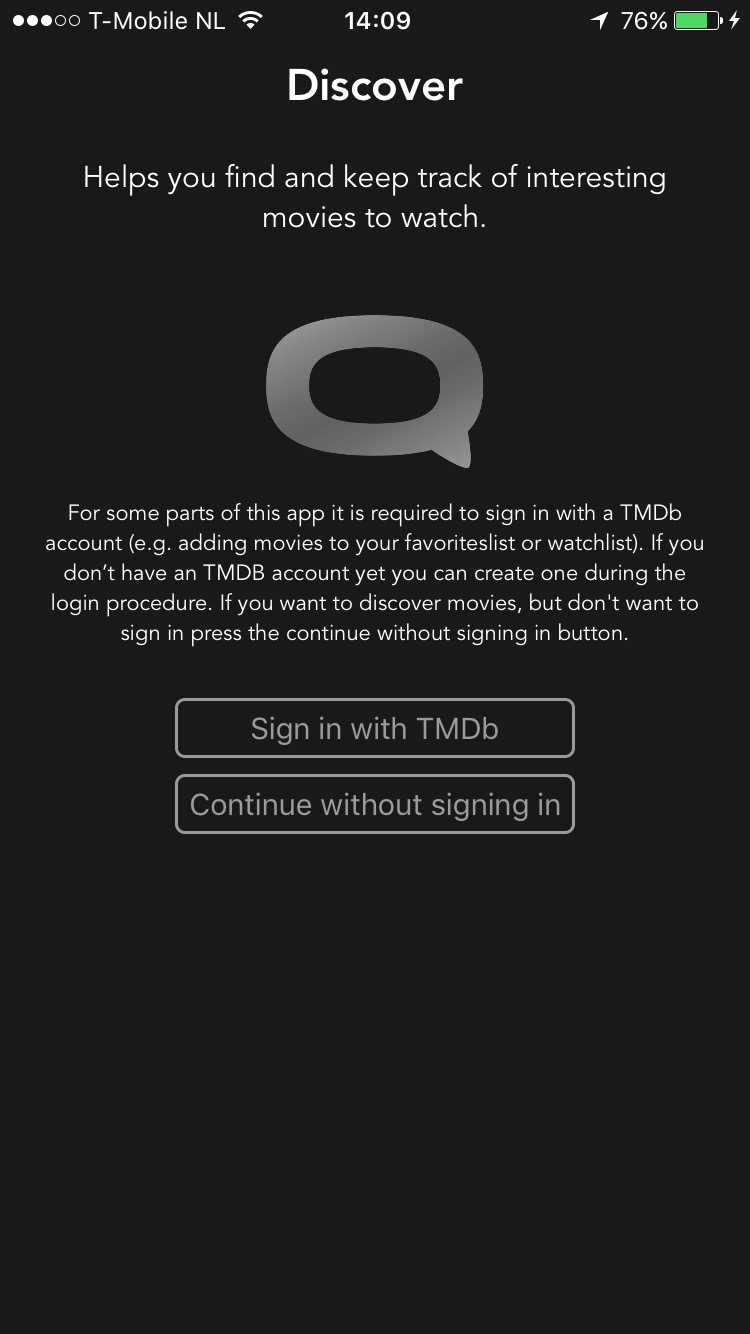 T-Mobile NL 14:09 76%
Discover
Helps you find and keep track of interesting
movies to watch.
For some parts of this app it is required to sign in with a TMDb
account (e.g. adding movies to your favoriteslist or watchlist). If you
don’t have an TMDB account yet you can create one during the
login procedure. If you want to discover movies, but don't want to
sign in press the continue without signing in button.
Sign in with TMDb
Continue without signing in